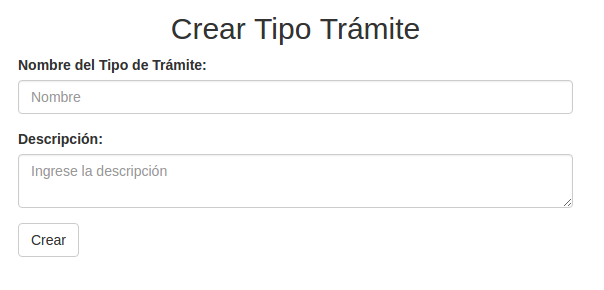 Crear Tipo Trámite
Nombre del Tipo de Trámite:
Nombre
Descripción:
Ingrese la descripción
Crear